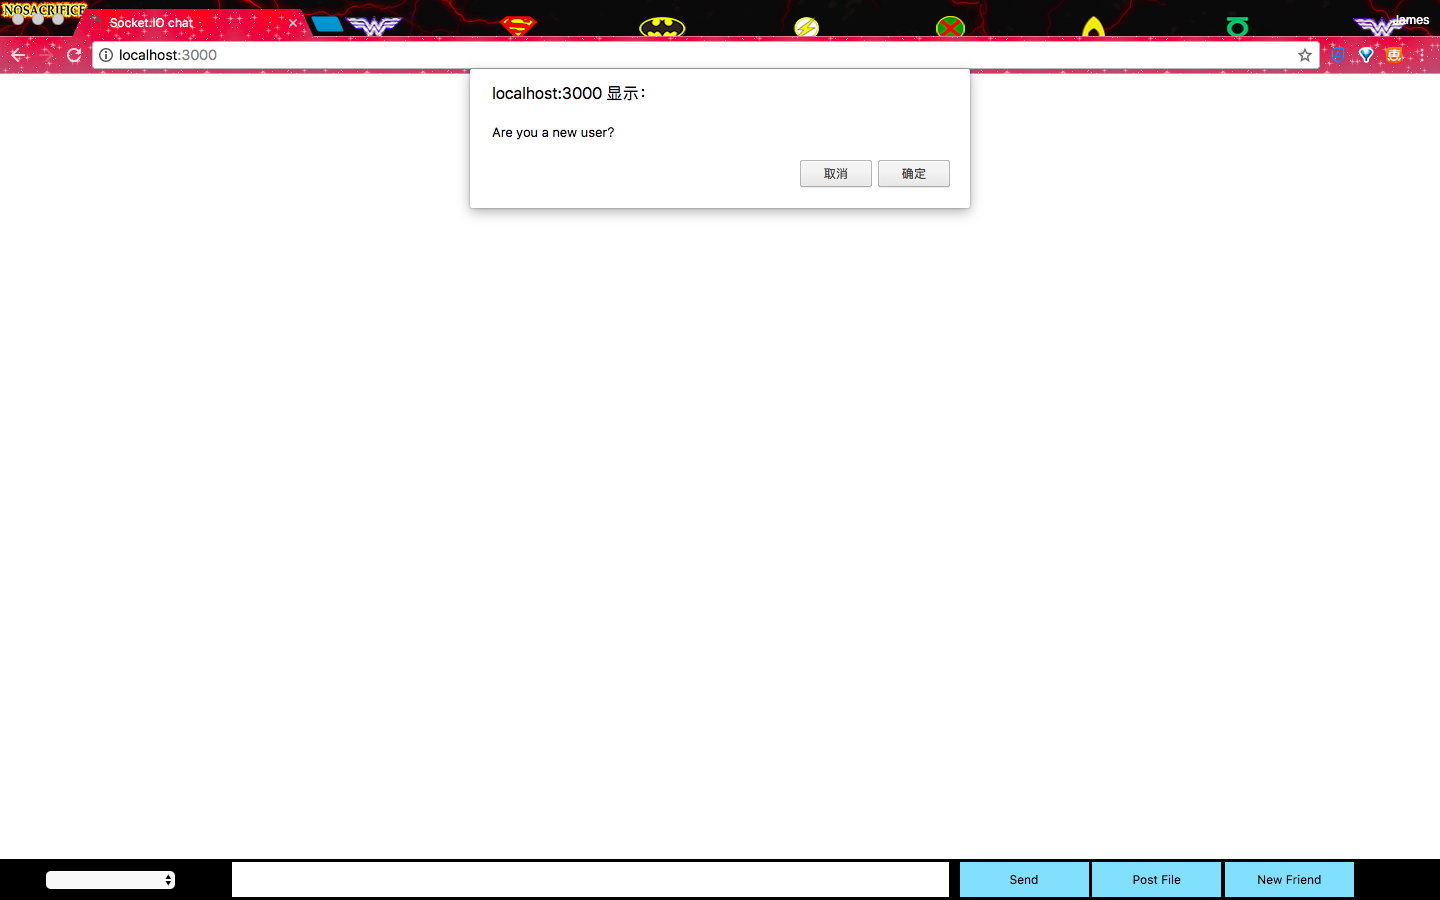 NOSACRIFICE
Socket.IO chat
James
localhost:3000
localhost:3000 显示：
Are you a new user?
取消
确定
Send
Post File
New Friend